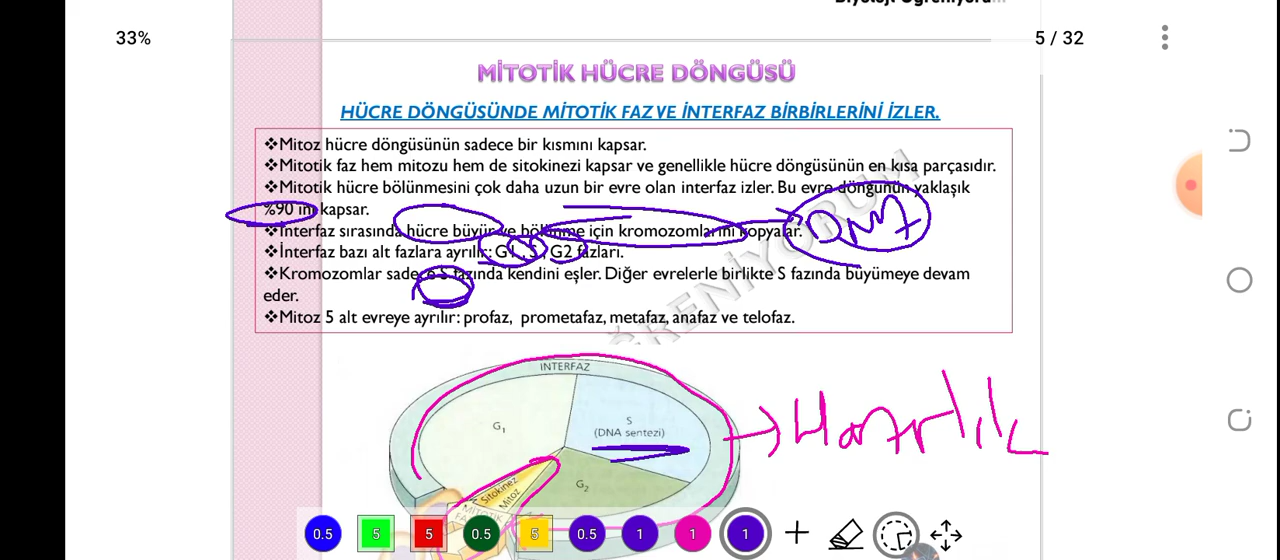 33%
5 / 32
MİTOTİK HÜCRE DÖNGÜSÜ
HÜCRE DÖNGÜSÜNDE MİTOTİK FAZ VE İNTERFAZ BİRBİRLERİNİ İZLER.
❖Mitoz hücre döngüsünün sadece bir kısmını kapsar.
❖Mitotik faz hem mitozu hem de sitokinezi kapsar ve genellikle hücre döngüsünün en kısa parçasıdır.
❖Mitotik hücre bölünmesini çok daha uzun bir evre olan interfaz izler. Bu evre döngünün yaklaşık
%90 ını kapsar.
❖İnterfaz sırasında hücre büyür ve bölünme için kromozomlarını kopyalar.
DNA
❖İnterfaz bazı alt fazlara ayrılır: G1 , S , G2 fazları.
❖Kromozomlar sadece S fazında kendini eşler. Diğer evrelerle birlikte S fazında büyümeye devam
eder.
❖Mitoz 5 alt evreye ayrılır: profaz, prometafaz, metafaz, anafaz ve telofaz.
INTERFAZ
G1
S
(DNA sentezi)
Hazırlık
G2
Sitokinez
Mitoz
MİTOTİK
0.5 5 5 0.5 5 0.5 1 1 1